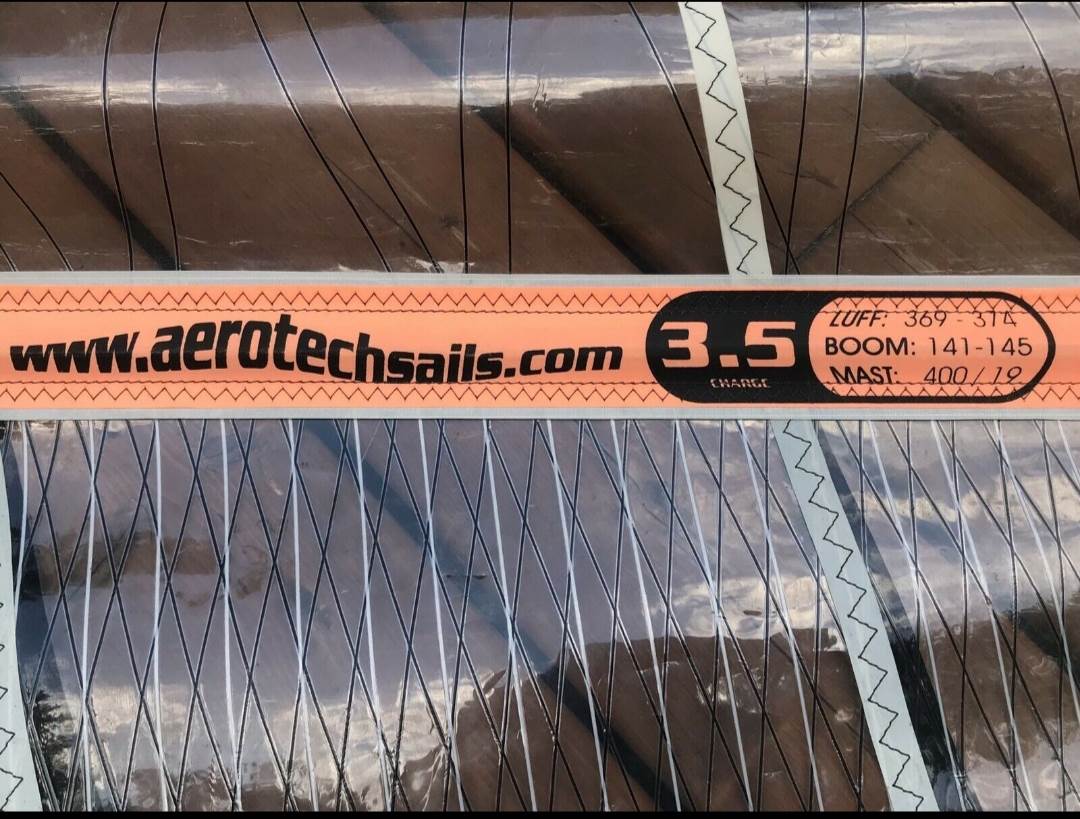 www.aerotechsails.com
3.5
CHARGE
LUFF: 369 - 374
BOOM: 141-145
MAST: 400 / 19